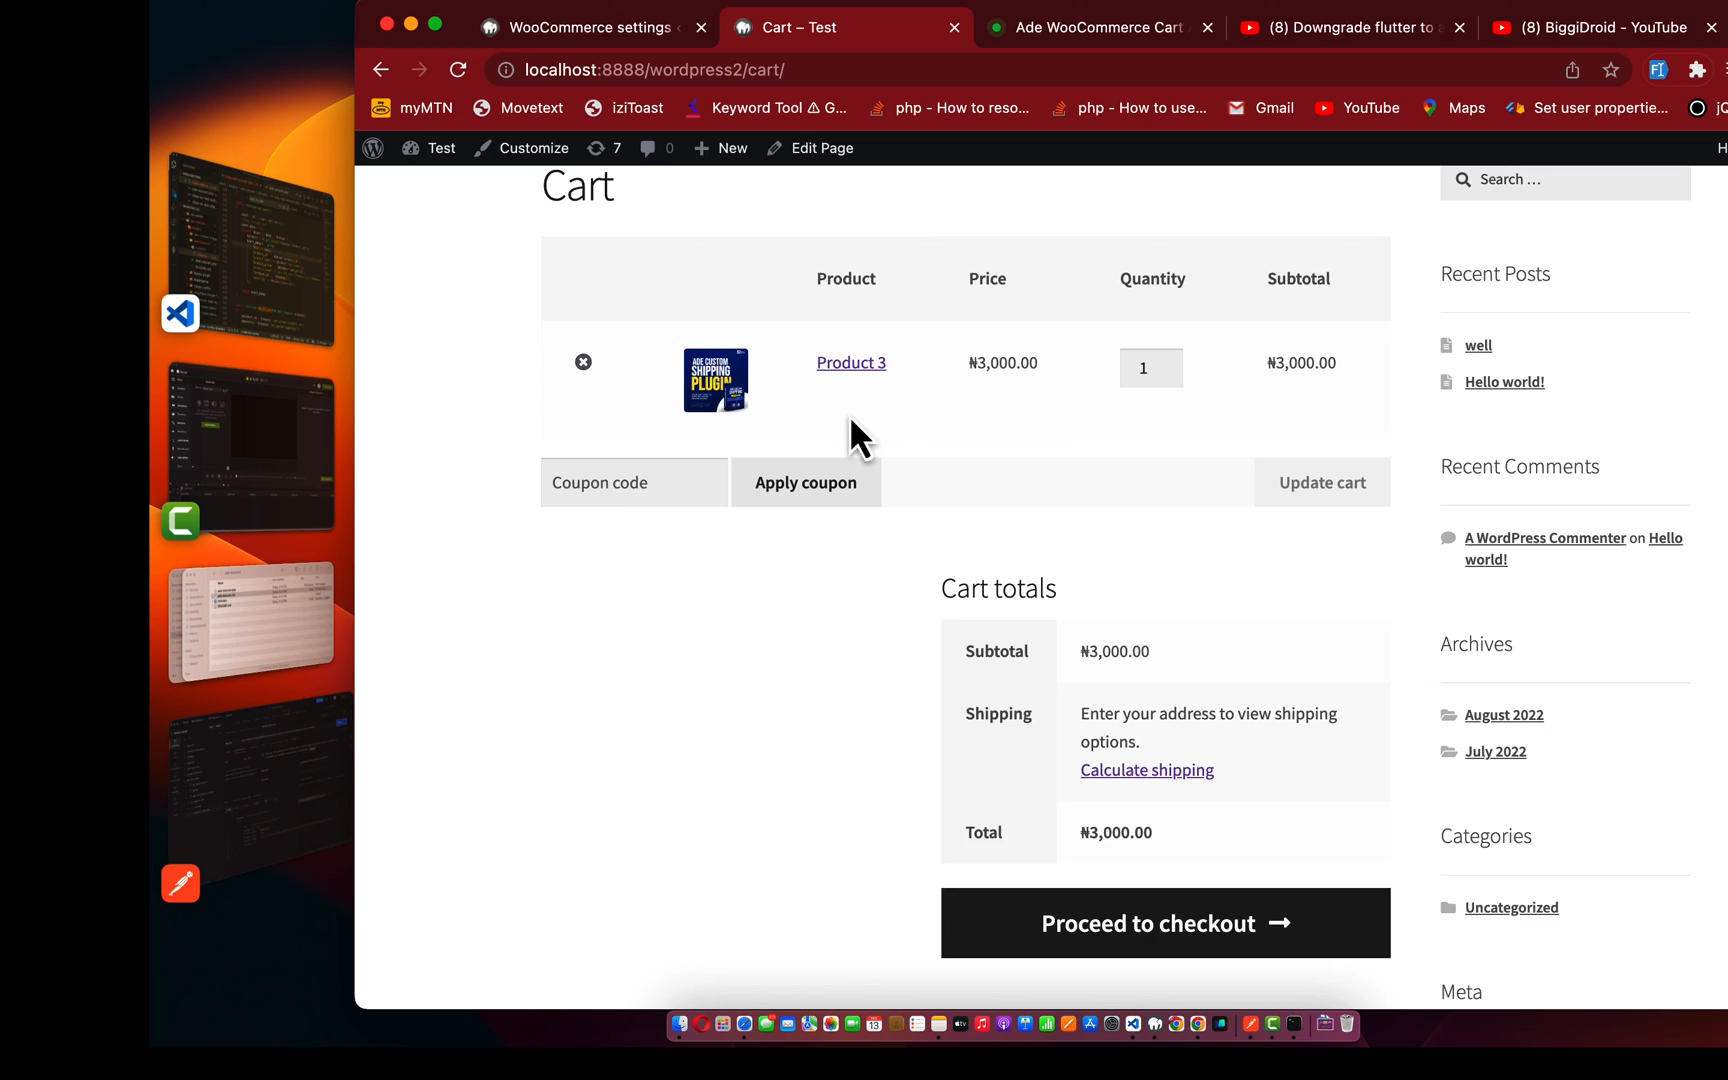 WooCommerce settings
Cart – Test
Ade WooCommerce Cart
(8) Downgrade flutter to
(8) BiggiDroid - YouTube
localhost:8888/wordpress2/cart/
myMTN
Movetext
iziToast
Keyword Tool ⚠ G...
php - How to reso...
php - How to use...
Gmail
YouTube
Maps
Set user propertie...
Test
Customize
7
0
New
Edit Page
H
Cart
Search …
Product
Price
Quantity
Subtotal
ADE CUSTOM
SHIPPING
PLUGIN
Product 3
₦3,000.00
1
₦3,000.00
Coupon code
Apply coupon
Update cart
Cart totals
Subtotal
₦3,000.00
Shipping
Enter your address to view shipping
options.
Calculate shipping
Total
₦3,000.00
Proceed to checkout
Recent Posts
well
Hello world!
Recent Comments
A WordPress Commenter on Hello
world!
Archives
August 2022
July 2022
Categories
Uncategorized
Meta